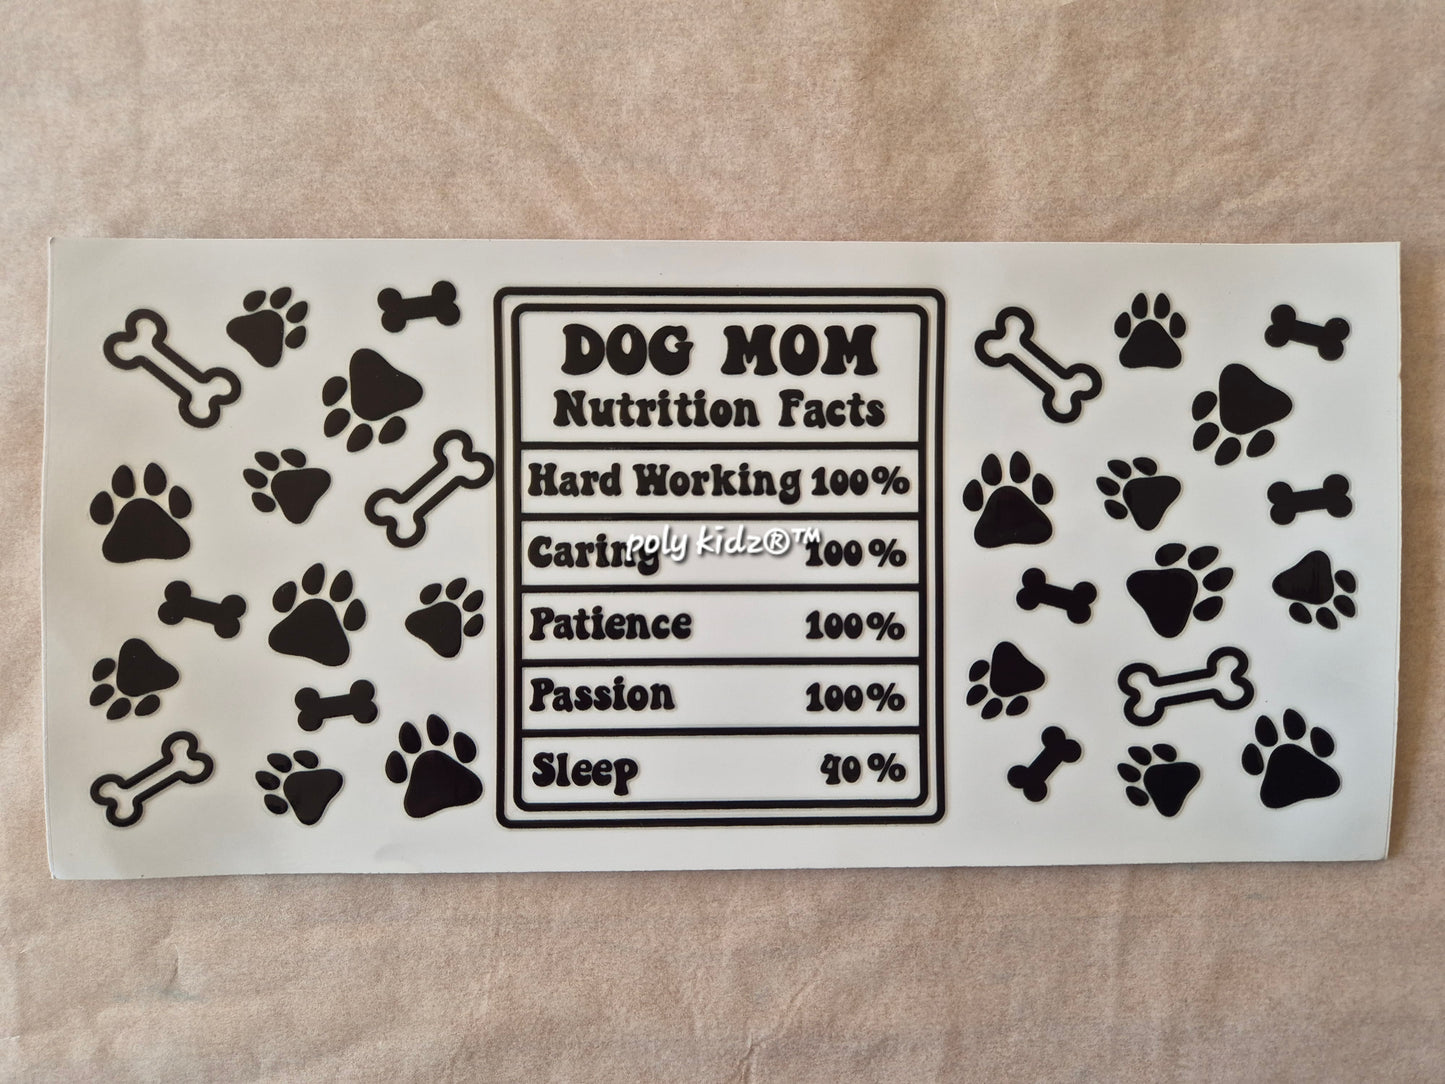 DOG MOM
Nutrition Facts
Hard Working 100%
Caring 100%
poly kidz®™
Patience 100%
Passion 100%
Sleep 40%